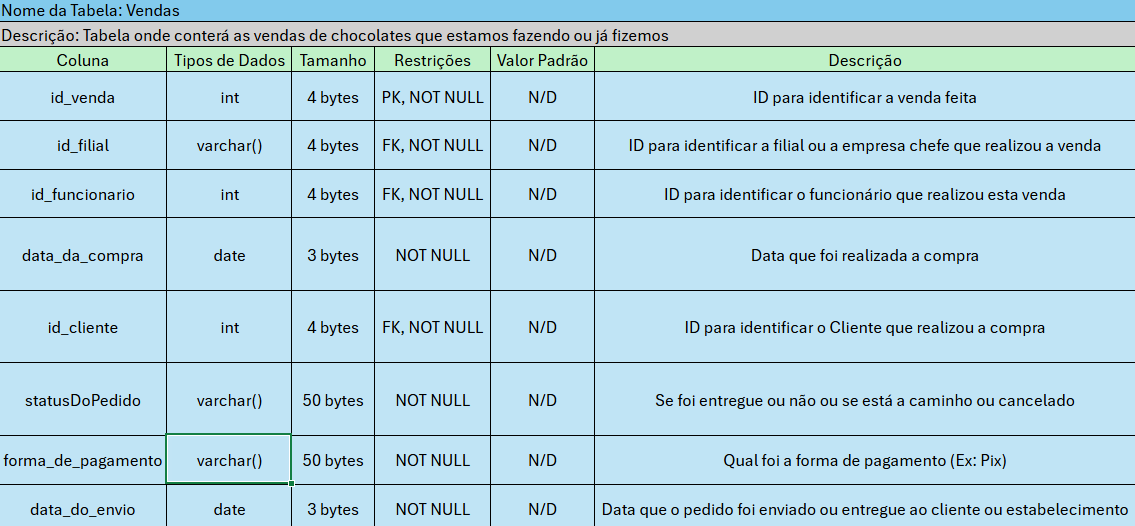 Nome da Tabela: Vendas
Descrição: Tabela onde conterá as vendas de chocolates que estamos fazendo ou já fizemos
Coluna Tipos de Dados Tamanho Restrições Valor Padrão Descrição
id_venda int 4 bytes PK, NOT NULL N/D ID para identificar a venda feita
id_filial varchar() 4 bytes FK, NOT NULL N/D ID para identificar a filial ou a empresa chefe que realizou a venda
id_funcionario int 4 bytes FK, NOT NULL N/D ID para identificar o funcionário que realizou esta venda
data_da_compra date 3 bytes NOT NULL N/D Data que foi realizada a compra
id_cliente int 4 bytes FK, NOT NULL N/D ID para identificar o Cliente que realizou a compra
statusDoPedido varchar() 50 bytes NOT NULL N/D Se foi entregue ou não ou se está a caminho ou cancelado
forma_de_pagamento varchar() 50 bytes NOT NULL N/D Qual foi a forma de pagamento (Ex: Pix)
data_do_envio date 3 bytes NOT NULL N/D Data que o pedido foi enviado ou entregue ao cliente ou estabelecimento